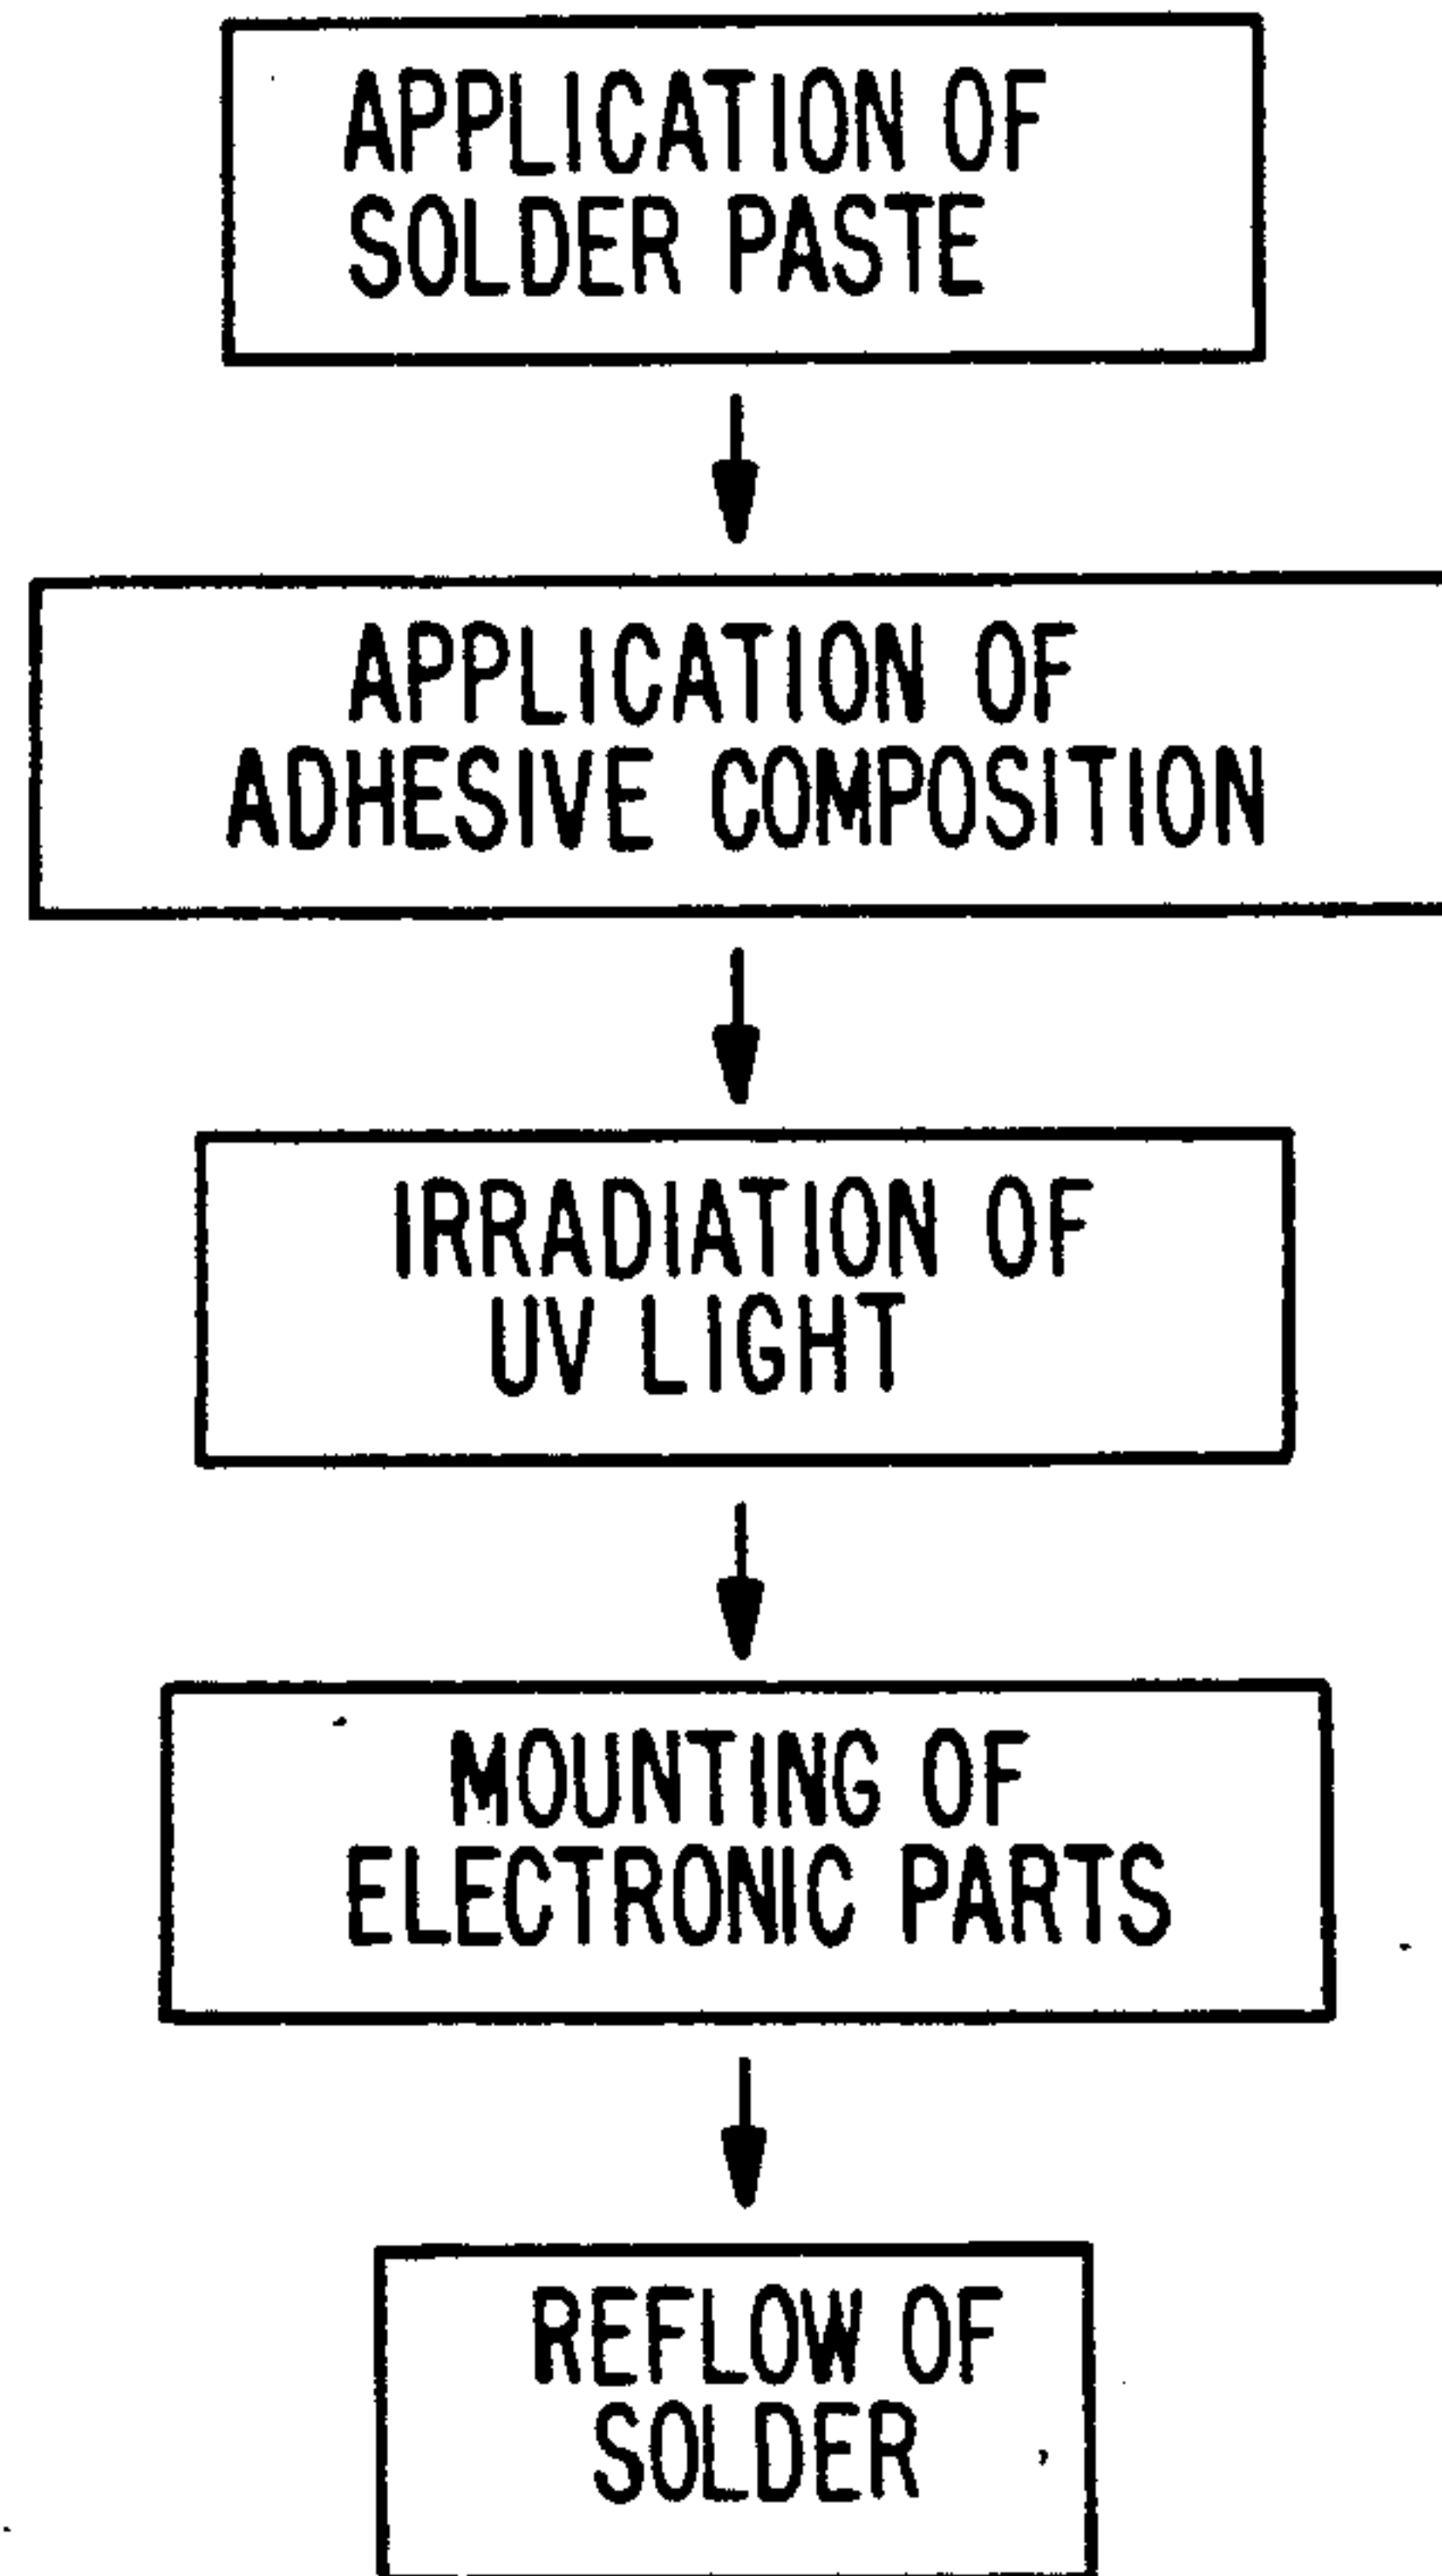 APPLICATION OF
SOLDER PASTE
APPLICATION OF
ADHESIVE COMPOSITION
IRRADIATION OF
UV LIGHT
MOUNTING OF
ELECTRONIC PARTS
REFLOW OF
SOLDER